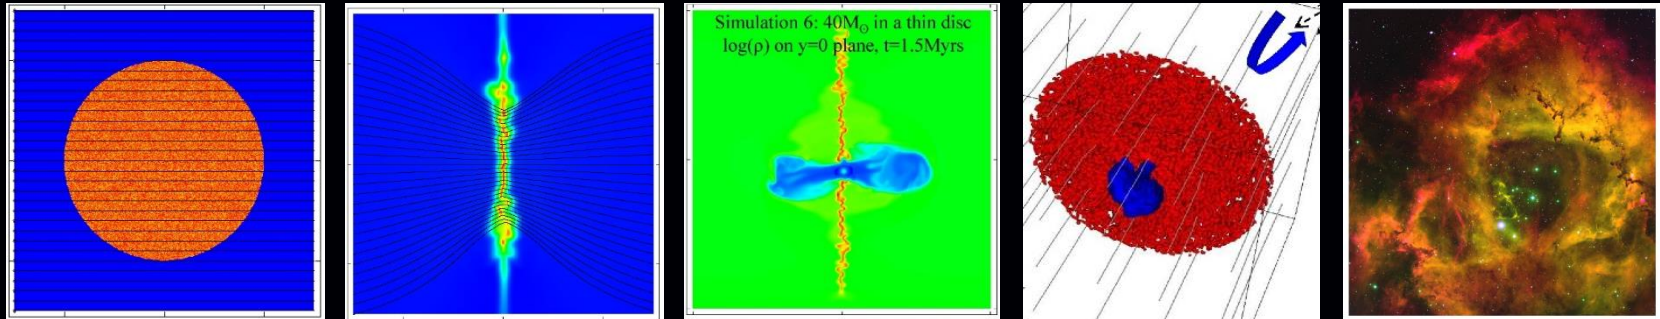 Simulation 6: 40M⊙ in a thin disc
log(ρ) on y=0 plane, t=1.5Myrs